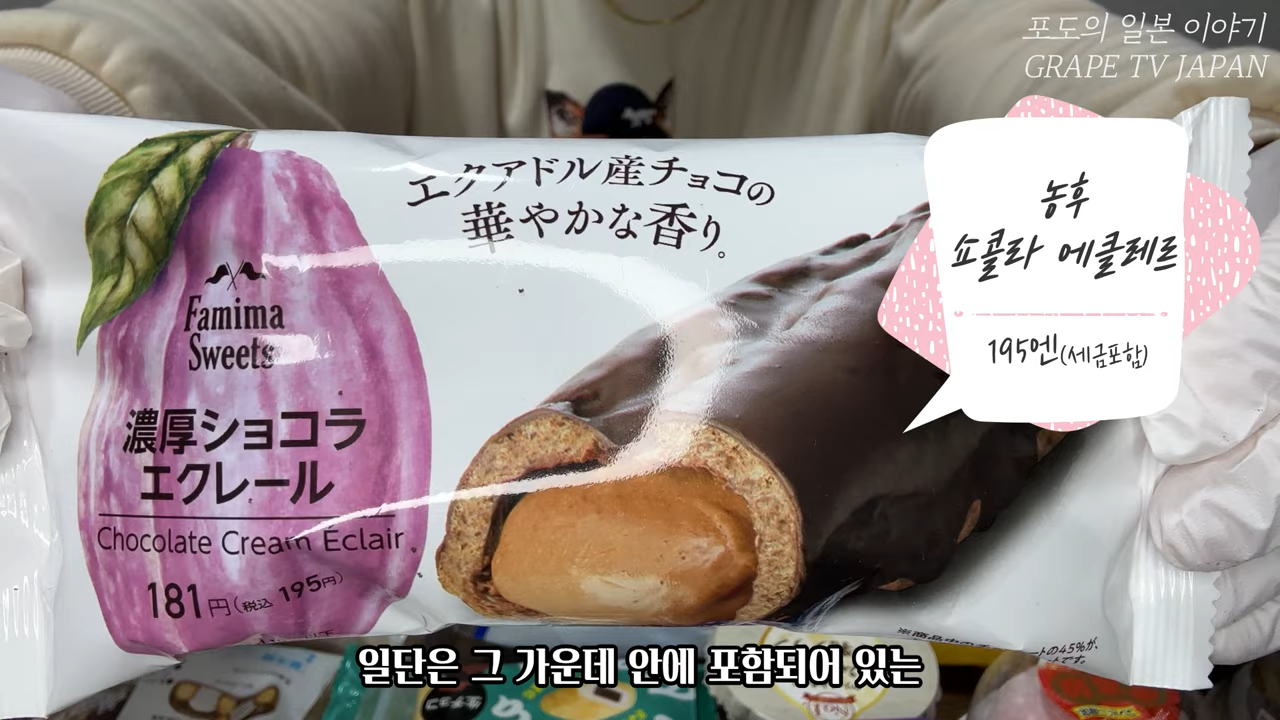 포도의 일본 이야기
GRAPE TV JAPAN
エクアドル産チョコの
華やかな香り。
농후
쇼콜라 에클레르
195엔(세금포함)
Famima
Sweets
濃厚ショコラ
エクレール
Chocolate Cream Éclair
181円(税込 195円)
日단은 그 가운데 안에 포함되어 있는